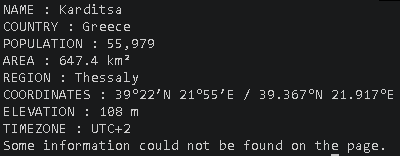 NAME : Karditsa
COUNTRY : Greece
POPULATION : 55,979
AREA : 647.4 km²
REGION : Thessaly
COORDINATES : 39°22′N 21°55′E / 39.367°N 21.917°E
ELEVATION : 108 m
TIMEZONE : UTC+2
Some information could not be found on the page.